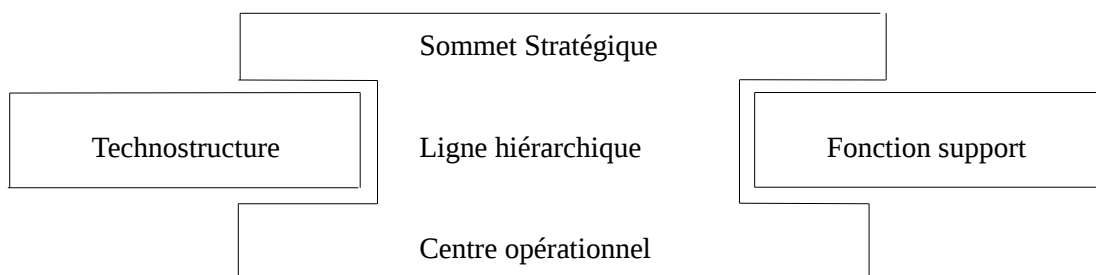 Sommet Stratégique
Technostructure
Ligne hiérarchique
Fonction support
Centre opérationnel